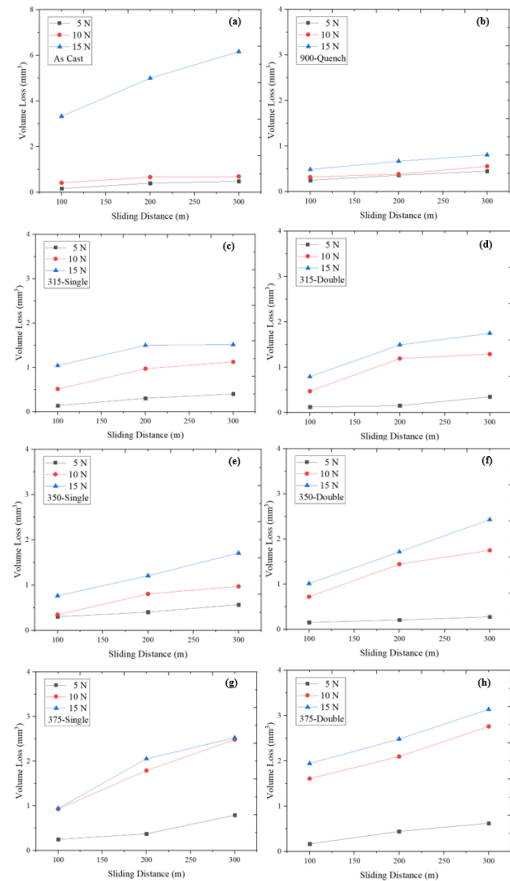 (a)
5 N
10 N
15 N
As Cast
8
6
4
2
0
Volume Loss (mm³)
100 200 300
Sliding Distance (m)
(b)
5 N
10 N
15 N
900-Quench
4
3
2
1
0
Volume Loss (mm³)
100 200 300
Sliding Distance (m)
(c)
5 N
10 N
15 N
315-Single
4
3
2
1
0
Volume Loss (mm³)
100 200 300
Sliding Distance (m)
(d)
5 N
10 N
15 N
315-Double
4
3
2
1
0
Volume Loss (mm³)
100 200 300
Sliding Distance (m)
(e)
5 N
10 N
15 N
350-Single
4
3
2
1
0
Volume Loss (mm³)
100 200 300
Sliding Distance (m)
(f)
5 N
10 N
15 N
350-Double
4
3
2
1
0
Volume Loss (mm³)
100 200 300
Sliding Distance (m)
(g)
5 N
10 N
15 N
375-Single
4
3
2
1
0
Volume Loss (mm³)
100 200 300
Sliding Distance (m)
(h)
5 N
10 N
15 N
375-Double
4
3
2
1
0
Volume Loss (mm³)
100 200 300
Sliding Distance (m)